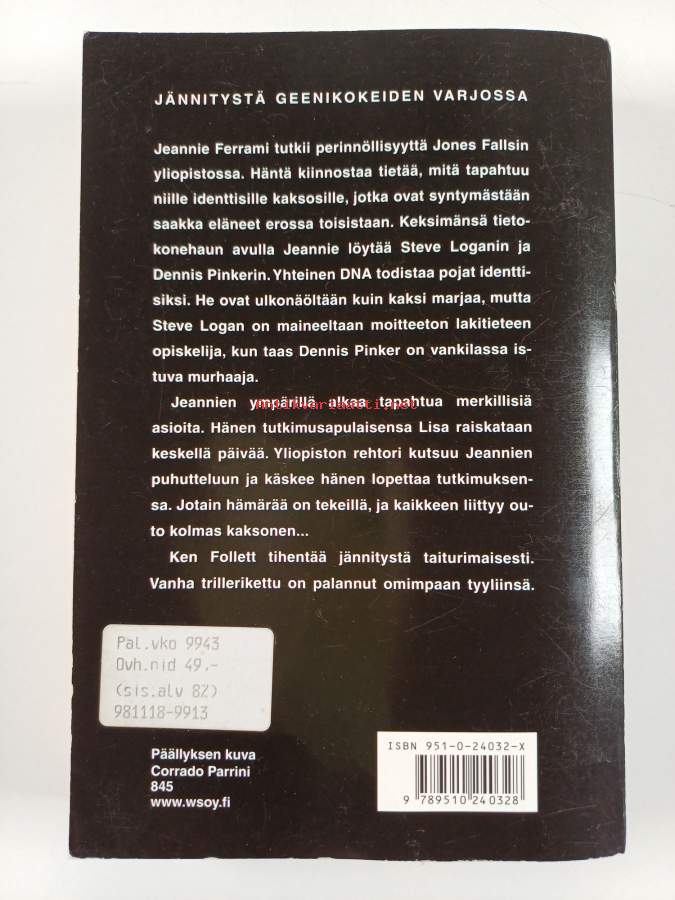 JÄNNITYSTÄ GEENIKOKEIDEN VARJOSSA
Jeannie Ferrami tutkii perinnöllisyyttä Jones Fallsin
yliopistossa. Häntä kiinnostaa tietää, mitä tapahtuu
niille identtisille kaksosille, jotka ovat syntymästään
saakka eläneet erossa toisistaan. Keksimänsä tieto-
konehaun avulla Jeannie löytää Steve Loganin ja
Dennis Pinkerin. Yhteinen DNA todistaa pojat identti-
siksi. He ovat ulkonäöltään kuin kaksi marjaa, mutta
Steve Logan on maineeltaan moitteeton lakitieteen
opiskelija, kun taas Dennis Pinker on vankilassa is-
tuva murhaaja.
Jeannien ympärillä alkaa tapahtua merkillisiä
Antikvariaatti.net
asioita. Hänen tutkimusapulaisensa Lisa raiskataan
keskellä päivää. Yliopiston rehtori kutsuu Jeannien
puhutteluun ja käskee hänen lopettaa tutkimuksen-
sa. Jotain hämärää on tekeillä, ja kaikkeen liittyy ou-
to kolmas kaksonen...
Ken Follett tihentää jännitystä taiturimaisesti.
Vanha trillerikettu on palannut omimpaan tyyliinsä.
Pal.vko 9943
Ovh.nid 49.-
(sis.alv 8%)
981118-9913
Päällyksen kuva
Corrado Parrini
845
www.wsoy.fi
ISBN 951-0-24032-X
9 789510 240328